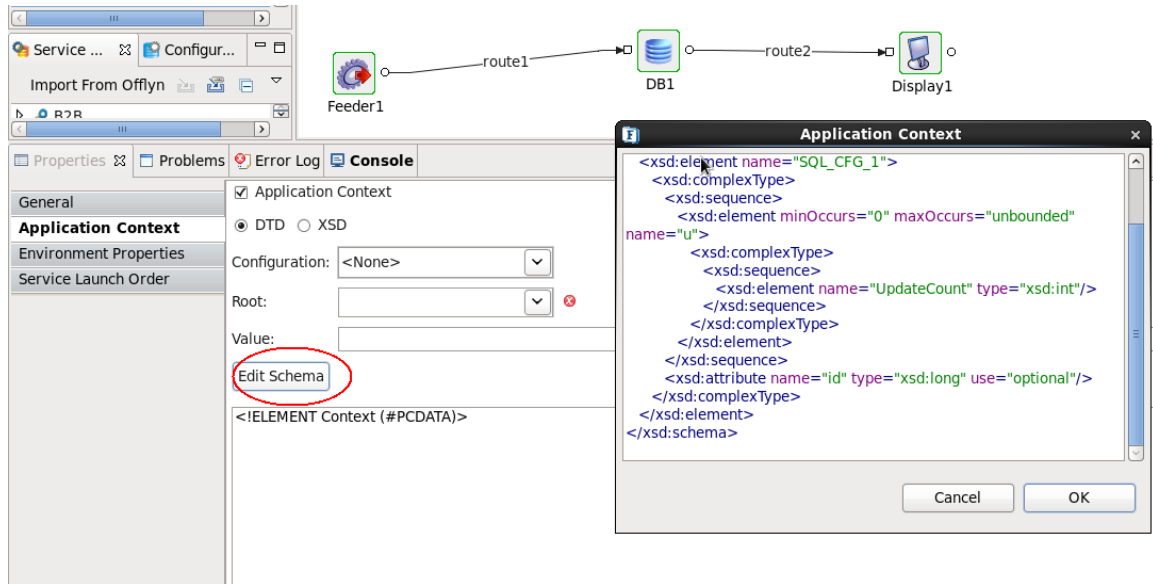 Service ...
Configur...
Import From Offlyn
B2B
Feeder1
route1
DB1
route2
Display1
Properties
Problems
Error Log
Console
General
Application Context
Environment Properties
Service Launch Order
Application Context
DTD
XSD
Configuration:
<None>
Root:
Value:
Edit Schema
<!ELEMENT Context (#PCDATA)>
Application Context
<xsd:element name="SQL_CFG_1">
<xsd:complexType>
<xsd:sequence>
<xsd:element minOccurs="0" maxOccurs="unbounded"
name="u">
<xsd:complexType>
<xsd:sequence>
<xsd:element name="UpdateCount" type="xsd:int"/>
</xsd:sequence>
</xsd:complexType>
</xsd:element>
</xsd:sequence>
<xsd:attribute name="id" type="xsd:long" use="optional"/>
</xsd:complexType>
</xsd:element>
</xsd:schema>
Cancel
OK